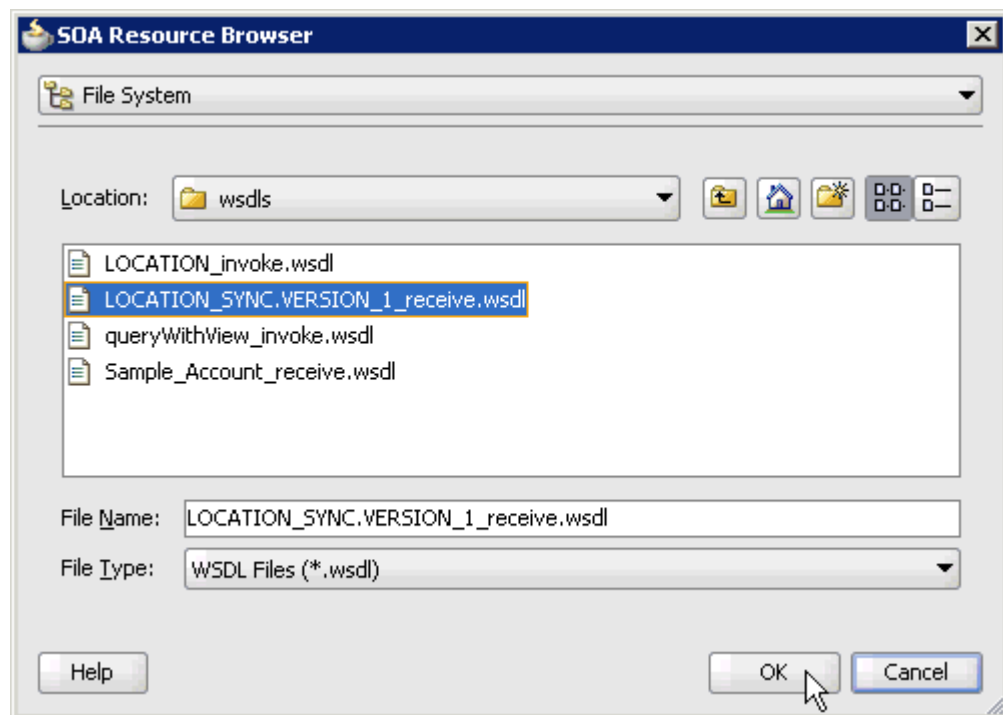 SOA Resource Browser
File System
Location: wsdls
LOCATION_invoke.wsdl
LOCATION_SYNC.VERSION_1_receive.wsdl
queryWithView_invoke.wsdl
Sample_Account_receive.wsdl
File Name: LOCATION_SYNC.VERSION_1_receive.wsdl
File Type: WSDL Files (*.wsdl)
Help OK Cancel